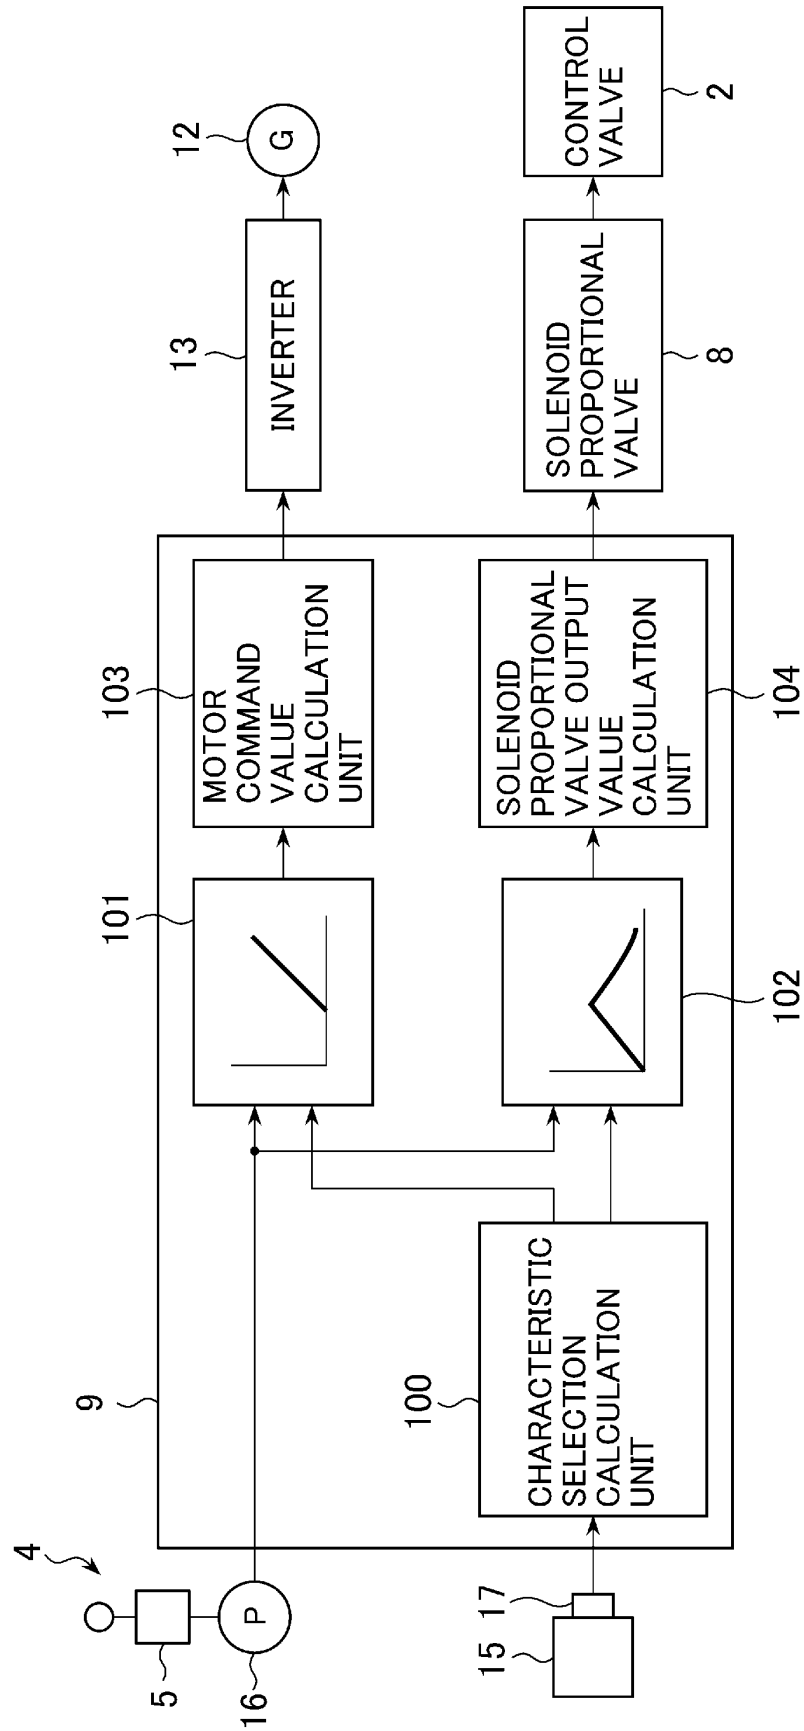 4
5
P
16
15
17
9
100
CHARACTERISTIC
SELECTION
CALCULATION
UNIT
101
102
103
MOTOR
COMMAND
VALUE
CALCULATION
UNIT
104
SOLENOID
PROPORTIONAL
VALVE OUTPUT
VALUE
CALCULATION
UNIT
13
INVERTER
12
G
SOLENOID
PROPORTIONAL
VALVE
8
CONTROL
VALVE
2